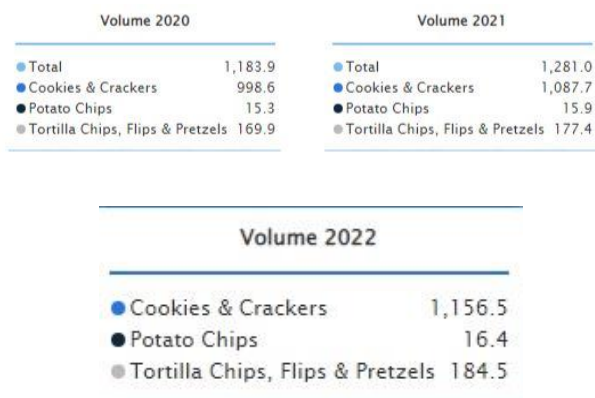 Volume 2020
Total 1,183.9
Cookies & Crackers 998.6
Potato Chips 15.3
Tortilla Chips, Flips & Pretzels 169.9
Volume 2021
Total 1,281.0
Cookies & Crackers 1,087.7
Potato Chips 15.9
Tortilla Chips, Flips & Pretzels 177.4
Volume 2022
Cookies & Crackers 1,156.5
Potato Chips 16.4
Tortilla Chips, Flips & Pretzels 184.5